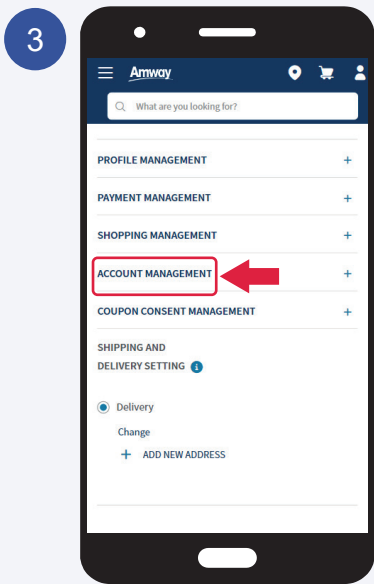 3
Amway
What are you looking for?
PROFILE MANAGEMENT +
PAYMENT MANAGEMENT +
SHOPPING MANAGEMENT +
ACCOUNT MANAGEMENT +
COUPON CONSENT MANAGEMENT +
SHIPPING AND
DELIVERY SETTING i
Delivery
Change
+ ADD NEW ADDRESS